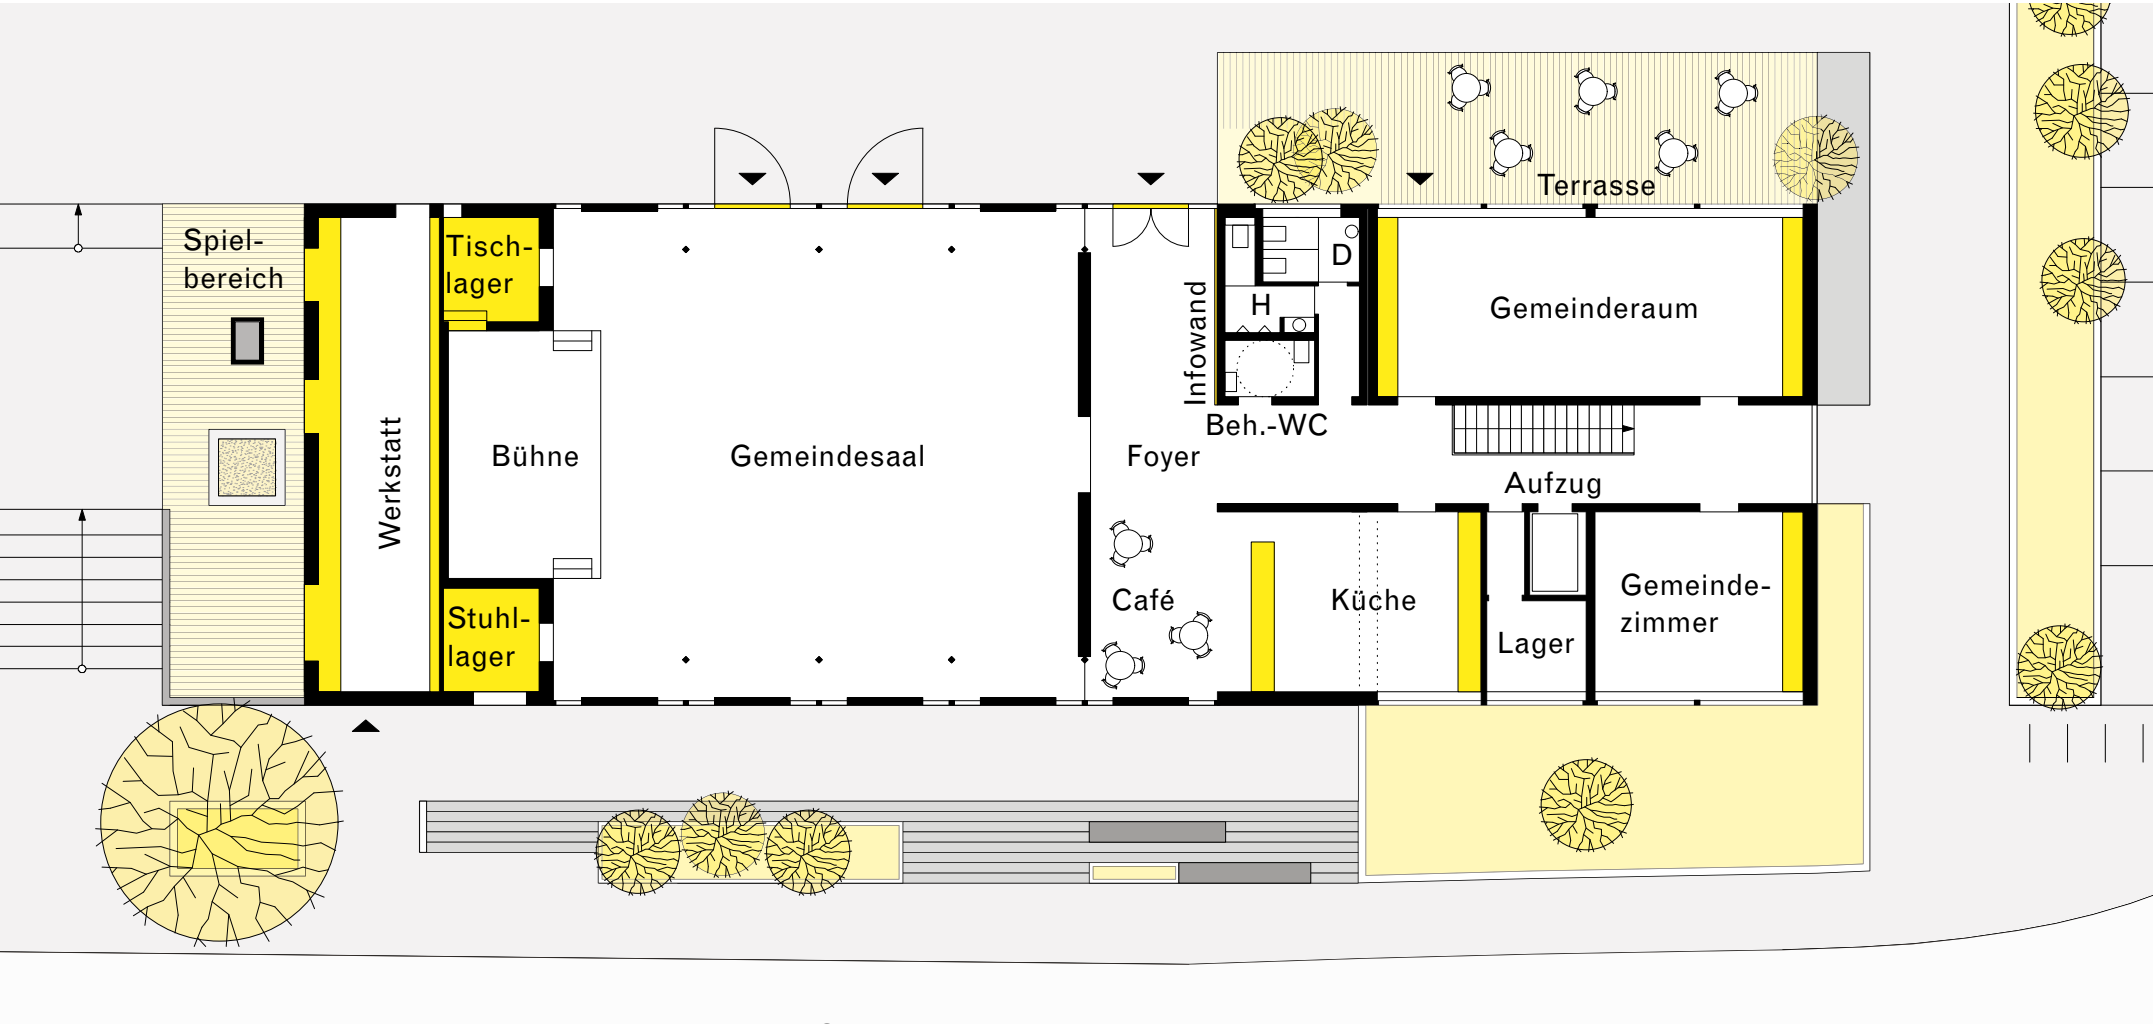 Terrasse
Spiel-
bereich
Tisch-
lager
D
H
Infowand
Gemeinderaum
Beh.-WC
Werkstatt
Bühne
Gemeindesaal
Foyer
Aufzug
Café
Küche
Gemeinde-
zimmer
Stuhl-
lager
Lager